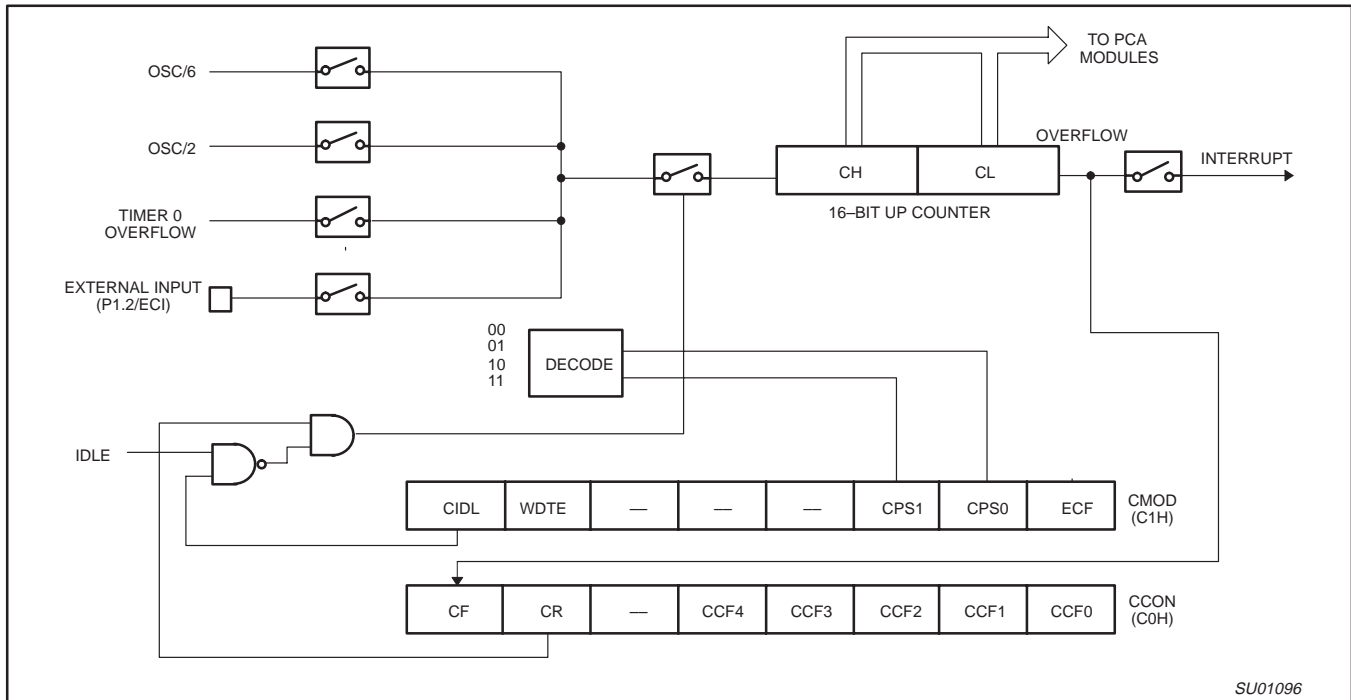 TO PCA
MODULES
OSC/6
OSC/2
OVERFLOW
INTERRUPT
CH
CL
16–BIT UP COUNTER
TIMER 0
OVERFLOW
EXTERNAL INPUT
(P1.2/ECI)
00
01
10
11
DECODE
IDLE
CIDL WDTE –– –– –– CPS1 CPS0 ECF
CMOD
(C1H)
CF CR –– CCF4 CCF3 CCF2 CCF1 CCF0
CCON
(C0H)
SU01096